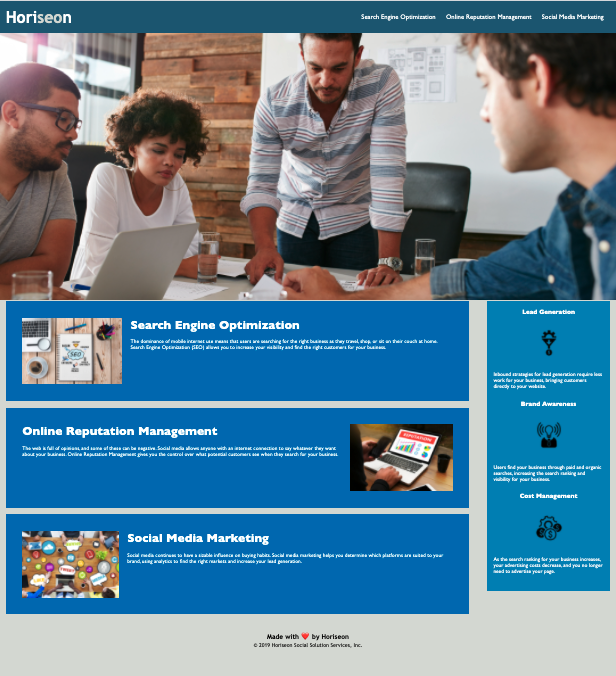 Horiseon
Search Engine Optimization Online Reputation Management Social Media Marketing
SEO
Search Engine Optimization
The dominance of mobile internet use means that users are searching for the right business as they travel, shop, or sit on their couch at home.
Search Engine Optimization (SEO) allows you to increase your visibility and find the right customers for your business.
Online Reputation Management
The web is full of opinions, and some of these can be negative. Social media allows anyone with an internet connection to say whatever they want
about your business. Online Reputation Management gives you the control over what potential customers see when they search for your business.
REPUTATION
Social Media Marketing
Social media continues to have a sizable influence on buying habits. Social media marketing helps you determine which platforms are suited to your
brand, using analytics to find the right markets and increase your lead generation.
TWEET
Lead Generation
Inbound strategies for lead generation require less
work for your business, bringing customers
directly to your website.
Brand Awareness
Users find your business through paid and organic
searches, increasing the search ranking and
visibility for your business.
Cost Management
As the search ranking for your business increases,
your advertising costs decrease, and you no longer
need to advertise your page.
Made with ❤️ by Horiseon
© 2019 Horiseon Social Solution Services, Inc.